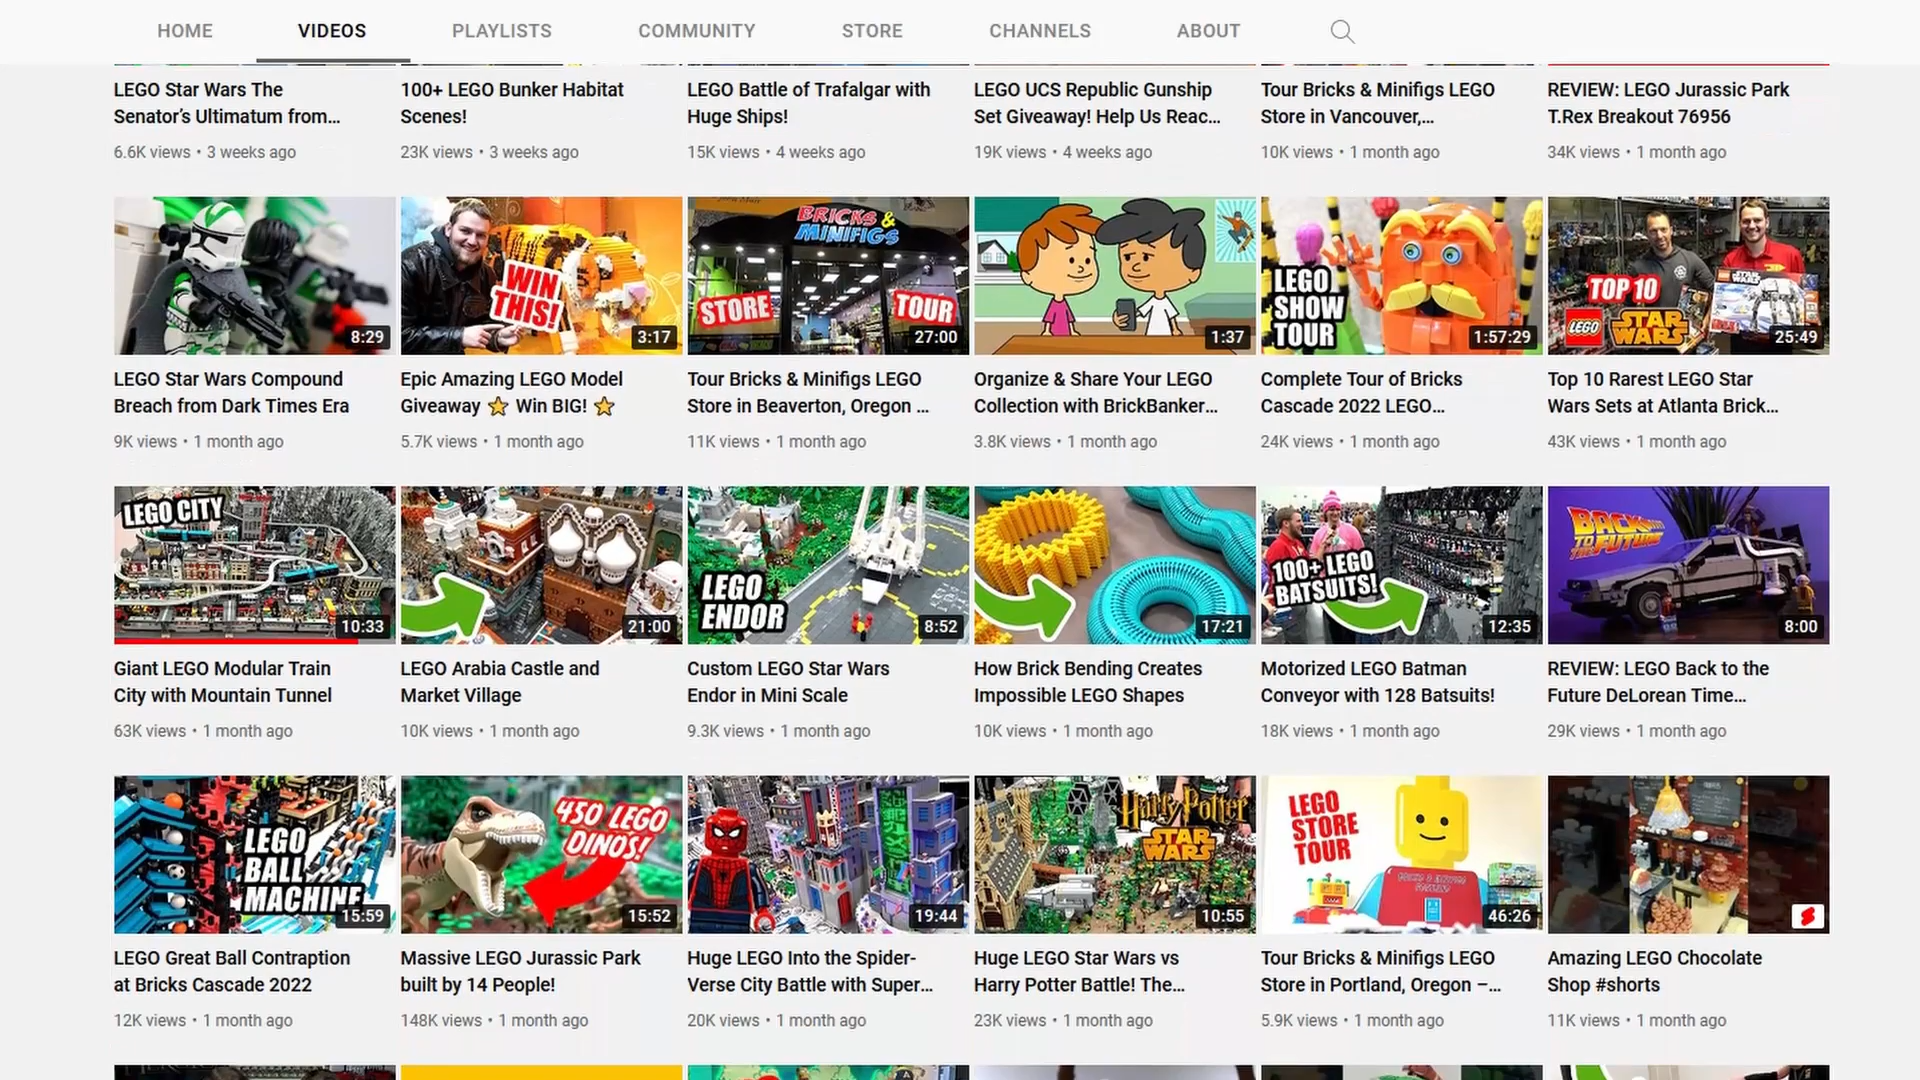 HOME VIDEOS PLAYLISTS COMMUNITY STORE CHANNELS ABOUT
LEGO Star Wars The
Senator’s Ultimatum from...
6.6K views • 3 weeks ago
100+ LEGO Bunker Habitat
Scenes!
23K views • 3 weeks ago
LEGO Battle of Trafalgar with
Huge Ships!
15K views • 4 weeks ago
LEGO UCS Republic Gunship
Set Giveaway! Help Us Reac...
19K views • 4 weeks ago
Tour Bricks & Minifigs LEGO
Store in Vancouver,...
10K views • 1 month ago
REVIEW: LEGO Jurassic Park
T.Rex Breakout 76956
34K views • 1 month ago
8:29
LEGO Star Wars Compound
Breach from Dark Times Era
9K views • 1 month ago
WIN
THIS!
3:17
Epic Amazing LEGO Model
Giveaway ⭐ Win BIG! ⭐
5.7K views • 1 month ago
BRICKS &
MINIFIGS
STORE TOUR
27:00
Tour Bricks & Minifigs LEGO
Store in Beaverton, Oregon ...
11K views • 1 month ago
1:37
Organize & Share Your LEGO
Collection with BrickBanker...
3.8K views • 1 month ago
LEGO
SHOW
TOUR
1:57:29
Complete Tour of Bricks
Cascade 2022 LEGO...
24K views • 1 month ago
TOP 10
LEGO STAR WARS
25:49
Top 10 Rarest LEGO Star
Wars Sets at Atlanta Brick...
43K views • 1 month ago
LEGO CITY
10:33
Giant LEGO Modular Train
City with Mountain Tunnel
63K views • 1 month ago
21:00
LEGO Arabia Castle and
Market Village
10K views • 1 month ago
LEGO
ENDOR
8:52
Custom LEGO Star Wars
Endor in Mini Scale
9.3K views • 1 month ago
17:21
How Brick Bending Creates
Impossible LEGO Shapes
10K views • 1 month ago
100+ LEGO
BATSUITS!
12:35
Motorized LEGO Batman
Conveyor with 128 Batsuits!
18K views • 1 month ago
BACK
TO THE FUTURE
8:00
REVIEW: LEGO Back to the
Future DeLorean Time...
29K views • 1 month ago
LEGO
BALL
MACHINE
15:59
LEGO Great Ball Contraption
at Bricks Cascade 2022
12K views • 1 month ago
450 LEGO
DINOS!
15:52
Massive LEGO Jurassic Park
built by 14 People!
148K views • 1 month ago
19:44
Huge LEGO Into the Spider-
Verse City Battle with Super...
20K views • 1 month ago
Harry Potter
STAR
WARS
10:55
Huge LEGO Star Wars vs
Harry Potter Battle! The...
23K views • 1 month ago
LEGO
STORE
TOUR
46:26
Tour Bricks & Minifigs LEGO
Store in Portland, Oregon –...
5.9K views • 1 month ago
Amazing LEGO Chocolate
Shop #shorts
11K views • 1 month ago